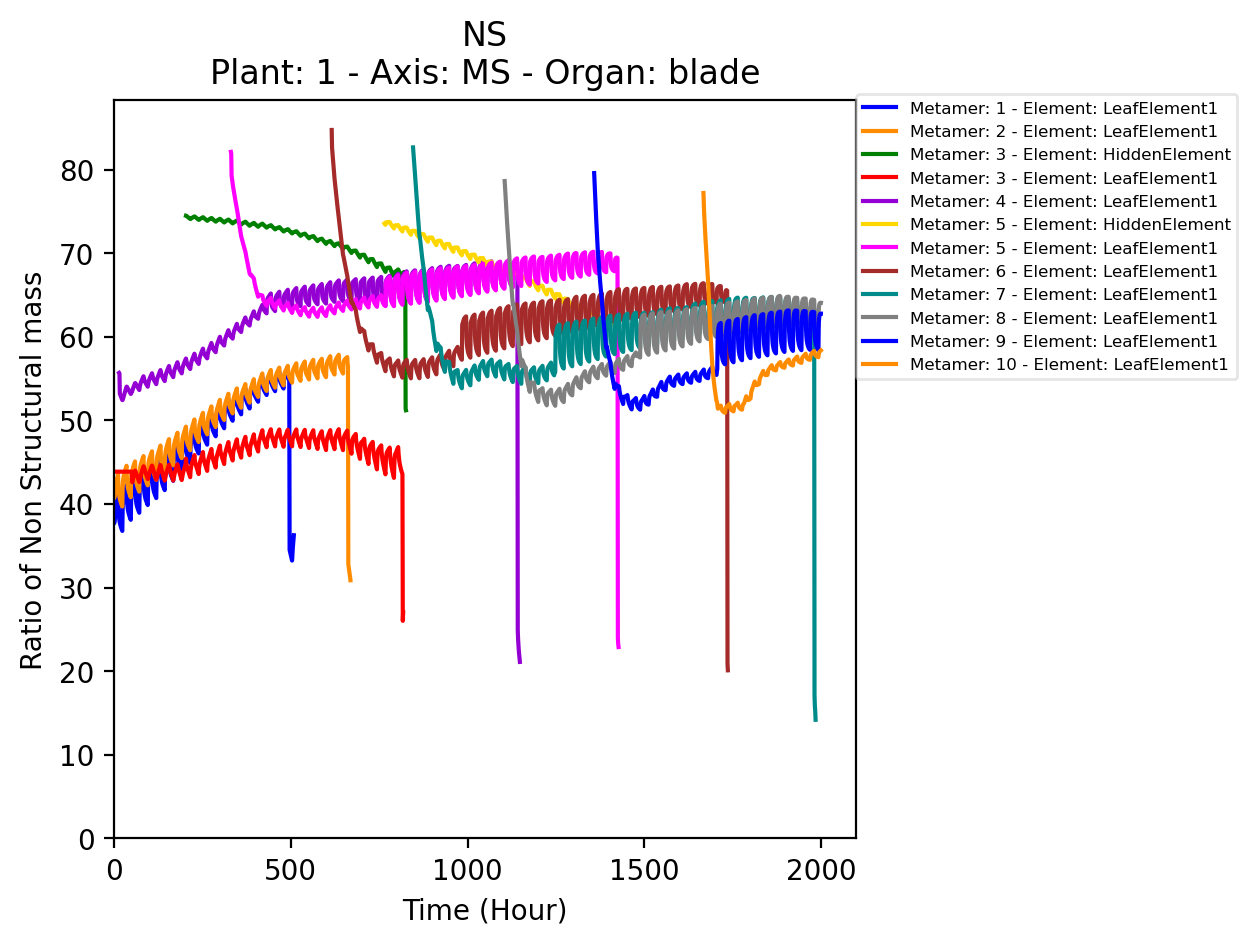 NS
Plant: 1 - Axis: MS - Organ: blade
Ratio of Non Structural mass
80
70
60
50
40
30
20
10
0
0 500 1000 1500 2000
Time (Hour)
Metamer: 1 - Element: LeafElement1
Metamer: 2 - Element: LeafElement1
Metamer: 3 - Element: HiddenElement
Metamer: 3 - Element: LeafElement1
Metamer: 4 - Element: LeafElement1
Metamer: 5 - Element: HiddenElement
Metamer: 5 - Element: LeafElement1
Metamer: 6 - Element: LeafElement1
Metamer: 7 - Element: LeafElement1
Metamer: 8 - Element: LeafElement1
Metamer: 9 - Element: LeafElement1
Metamer: 10 - Element: LeafElement1